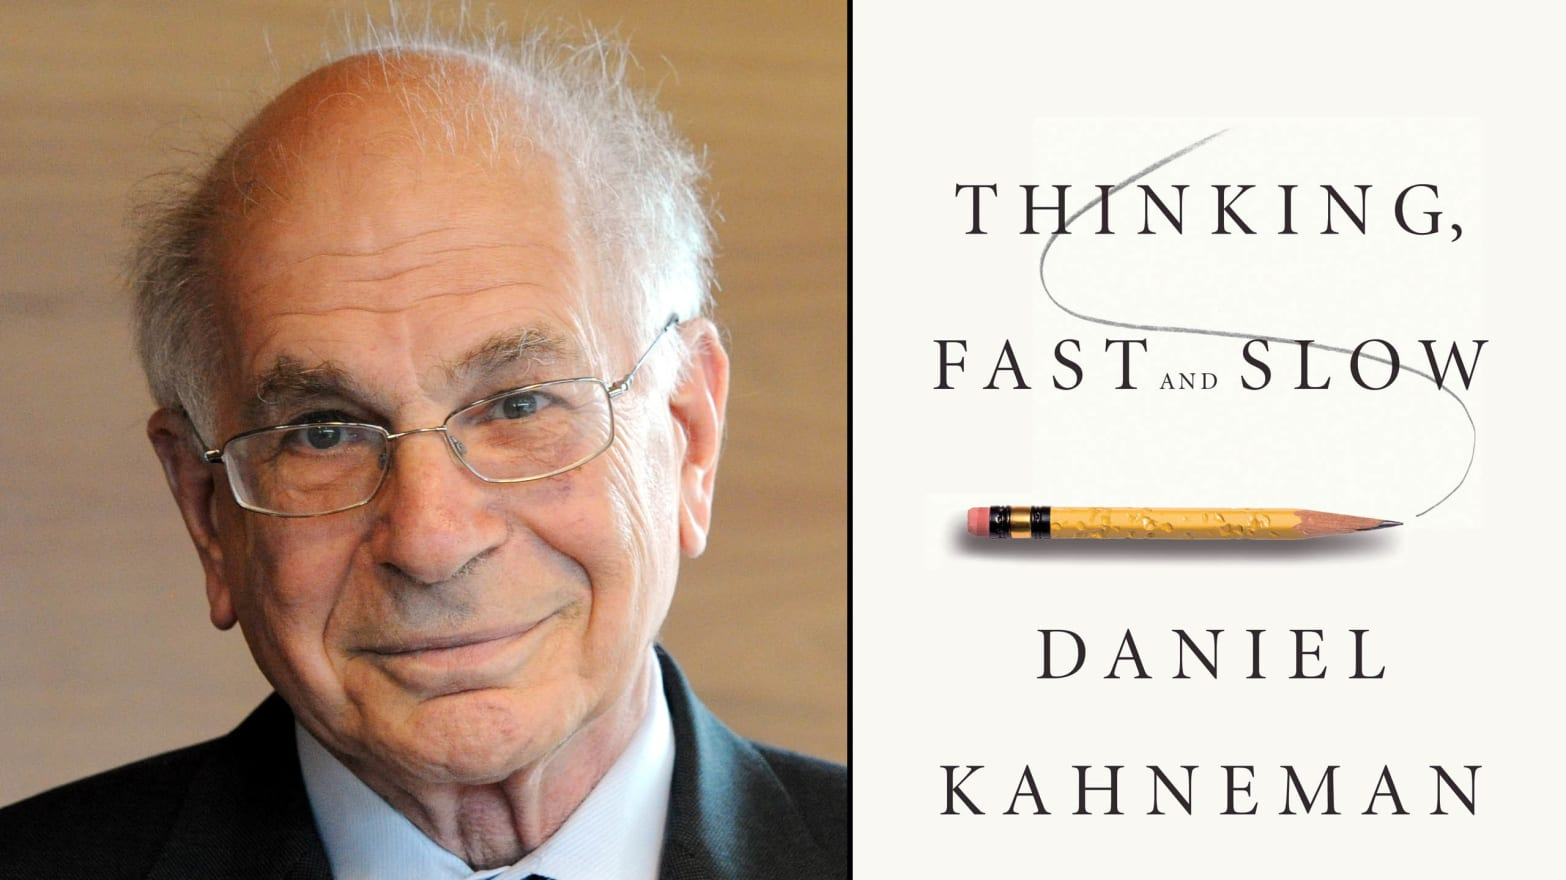 THINKING,
FAST AND SLOW
DANIEL
KAHNEMAN